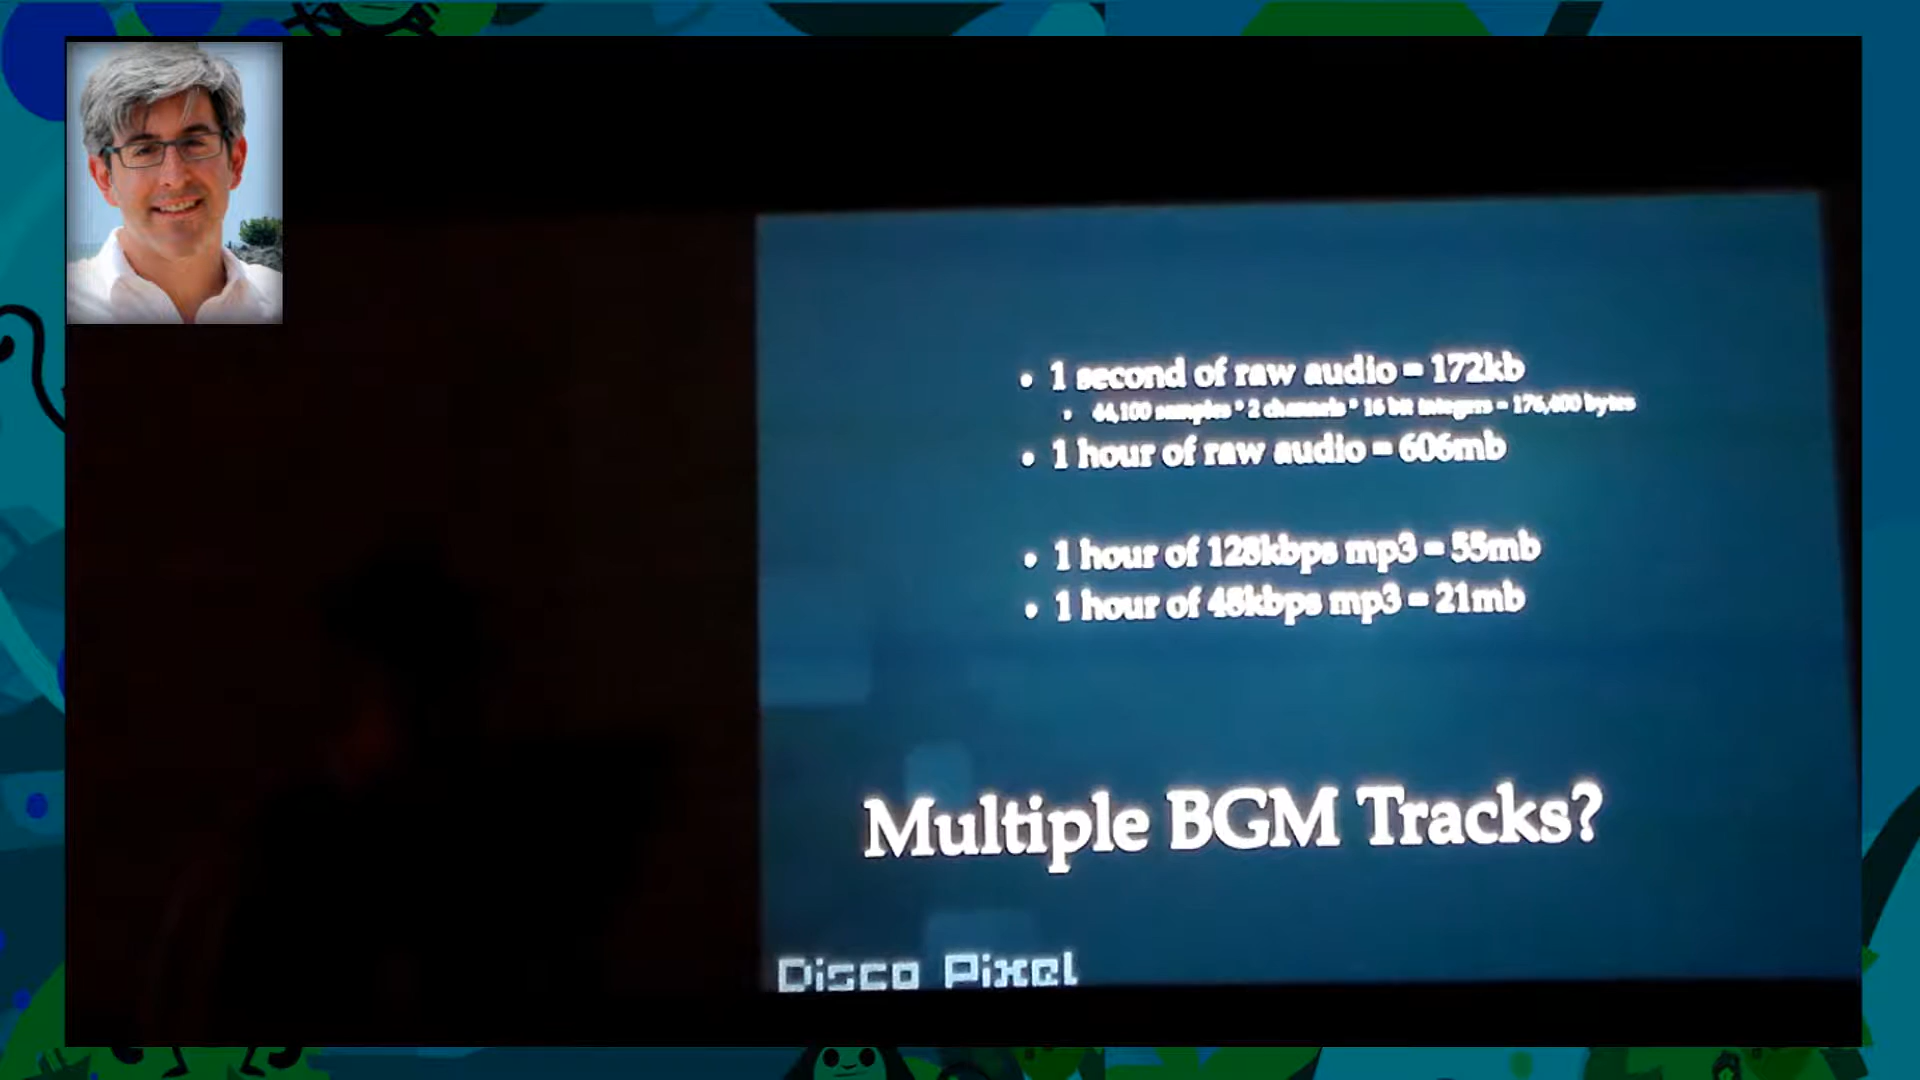 1 second of raw audio = 172kb
44,100 samples * 2 channels * 16 bit integers = 176,400 bytes
1 hour of raw audio = 606mb
1 hour of 128kbps mp3 = 55mb
1 hour of 48kbps mp3 = 21mb
Multiple BGM Tracks?
Disco Pixel